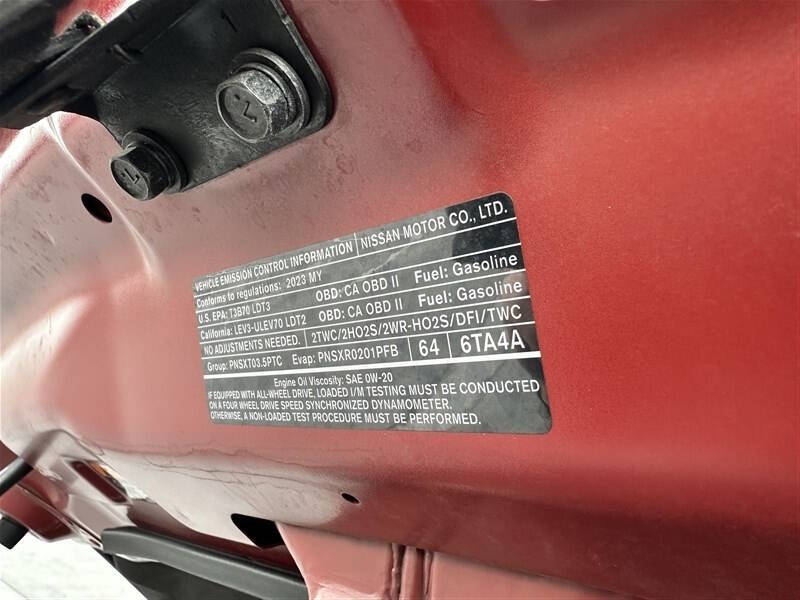 VEHICLE EMISSION CONTROL INFORMATION | NISSAN MOTOR CO., LTD.
Conforms to regulations: 2023 MY
U.S. EPA: T3B70 LDT3 OBD: CA OBD II Fuel: Gasoline
California: LEV3-ULEV70 LDT2 OBD: CA OBD II Fuel: Gasoline
NO ADJUSTMENTS NEEDED. 2TWC/2HO2S/2WR-HO2S/DFI/TWC
Group: PNSXT03.5PTC Evap: PNSXR0201PFB 64 6TA4A
Engine Oil Viscosity: SAE 0W-20
IF EQUIPPED WITH ALL-WHEEL DRIVE, LOADED I/M TESTING MUST BE CONDUCTED
ON A FOUR WHEEL DRIVE SPEED SYNCHRONIZED DYNAMOMETER.
OTHERWISE, A NON-LOADED TEST PROCEDURE MUST BE PERFORMED.